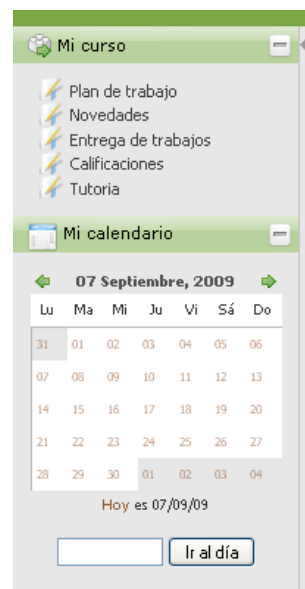 Mi curso
Plan de trabajo
Novedades
Entrega de trabajos
Calificaciones
Tutoria
Mi calendario
07 Septiembre, 2009
Lu Ma Mi Ju Vi Sá Do
31 01 02 03 04 05 06
07 08 09 10 11 12 13
14 15 16 17 18 19 20
21 22 23 24 25 26 27
28 29 30 01 02 03 04
Hoy es 07/09/09
Ir al día